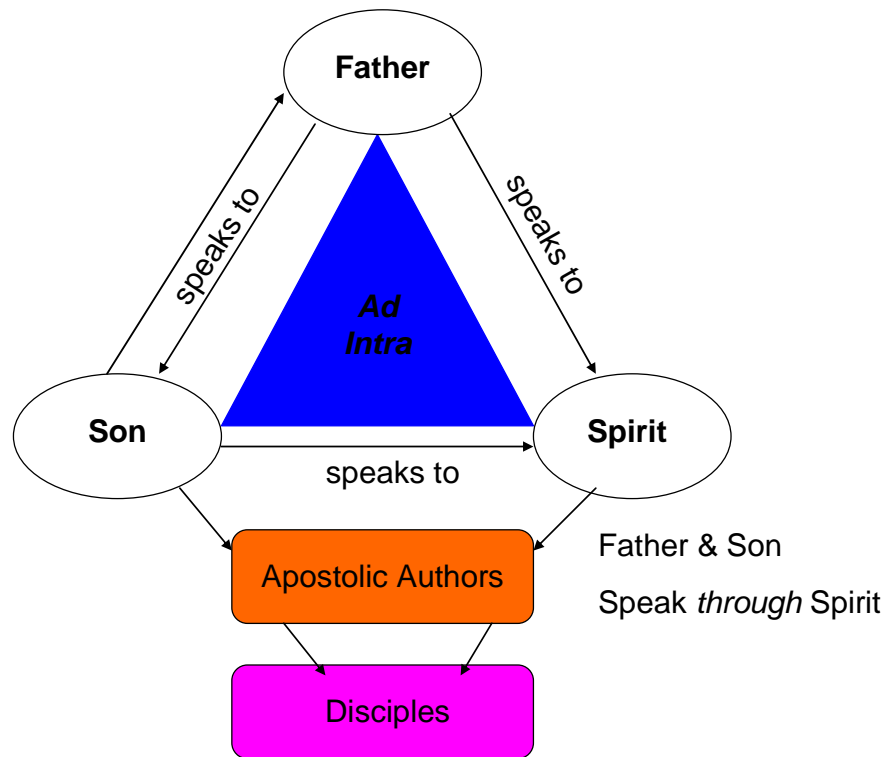 Father
speaks to
speaks to
Ad
Intra
Son
Spirit
speaks to
Apostolic Authors
Father & Son
Speak through Spirit
Disciples